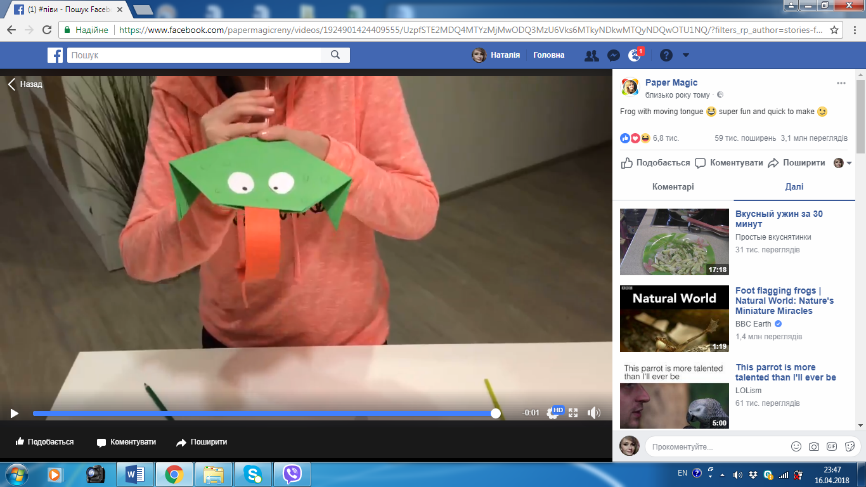 (1) #півн - Пошук Faceb
Надійне
https://www.facebook.com/papermagicreny/videos/1924901424409555/
Пошук
Наталія
Головна
1
Назад
Paper Magic
близько року тому
Frog with moving tongue 😂 super fun and quick to make 😉
6,8 тис.
59 тис. поширень 3,1 млн переглядів
Подобається Коментувати Поширити
Коментарі Далі
Вкусный ужин за 30
минут
Простые вкуснятинки
31 тис. переглядів
17:18
BBC
Natural World
1:19
Foot flagging frogs |
Natural World: Nature's
Miniature Miracles
BBC Earth
1,4 млн переглядів
This parrot is more talented
than I'll ever be
5:00
This parrot is more
talented than I'll ever be
LOLism
61 тис. переглядів
-0:01
HD
Подобається Коментувати Поширити
Прокоментуйте...
EN
23:47
16.04.2018